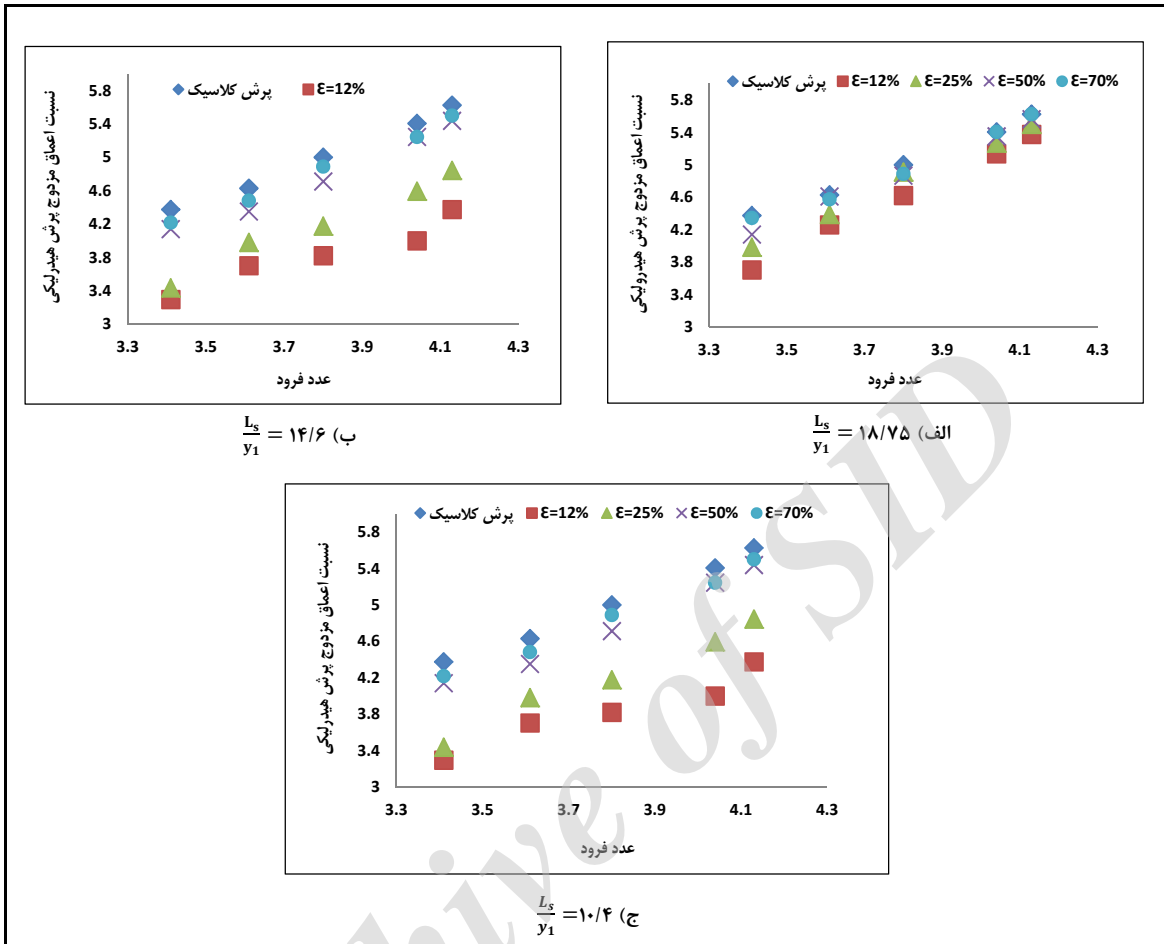 پرش کلاسیک ε=12% ε=25% ε=50% ε=70%
نسبت اعماق مزدوج پرش هیدرولیکی
5.8
5.4
5
4.6
4.2
3.8
3.4
3
3.3 3.5 3.7 3.9 4.1 4.3
عدد فرود
الف) Ls/y1 = ۱۸/۷۵
پرش کلاسیک ε=12%
نسبت اعماق مزدوج پرش هیدرلیکی
5.8
5.4
5
4.6
4.2
3.8
3.4
3
3.3 3.5 3.7 3.9 4.1 4.3
عدد فرود
ب) Ls/y1 = ۱۴/۶
پرش کلاسیک ε=12% ε=25% ε=50% ε=70%
نسبت اعماق مزدوج پرش هیدرلیکی
5.8
5.4
5
4.6
4.2
3.8
3.4
3
3.3 3.5 3.7 3.9 4.1 4.3
عدد فرود
ج) Ls/y1 =۱۰/۴
hive of SID